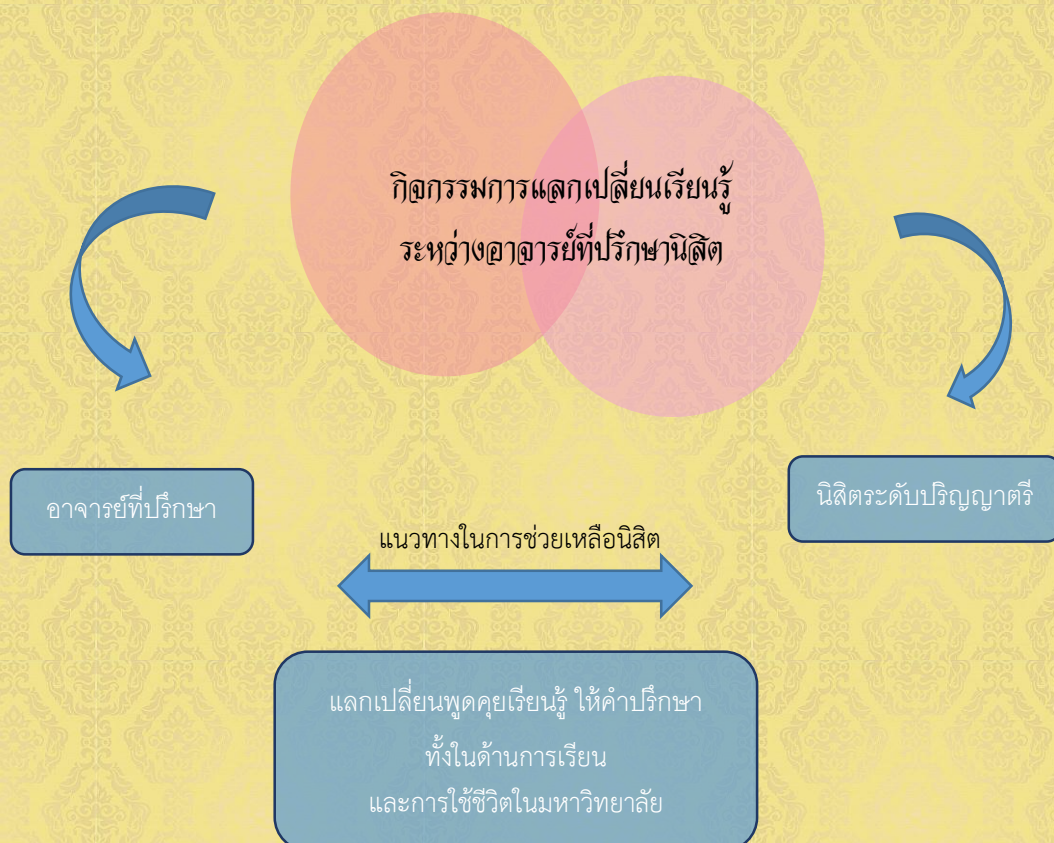 กิจกรรมการแลกเปลี่ยนเรียนรู้
ระหว่างอาจารย์ที่ปรึกษานิสิต
อาจารย์ที่ปรึกษา
นิสิตระดับปริญญาตรี
แนวทางในการช่วยเหลือนิสิต
แลกเปลี่ยนพูดคุยเรียนรู้ ให้คำปรึกษา
ทั้งในด้านการเรียน
และการใช้ชีวิตในมหาวิทยาลัย